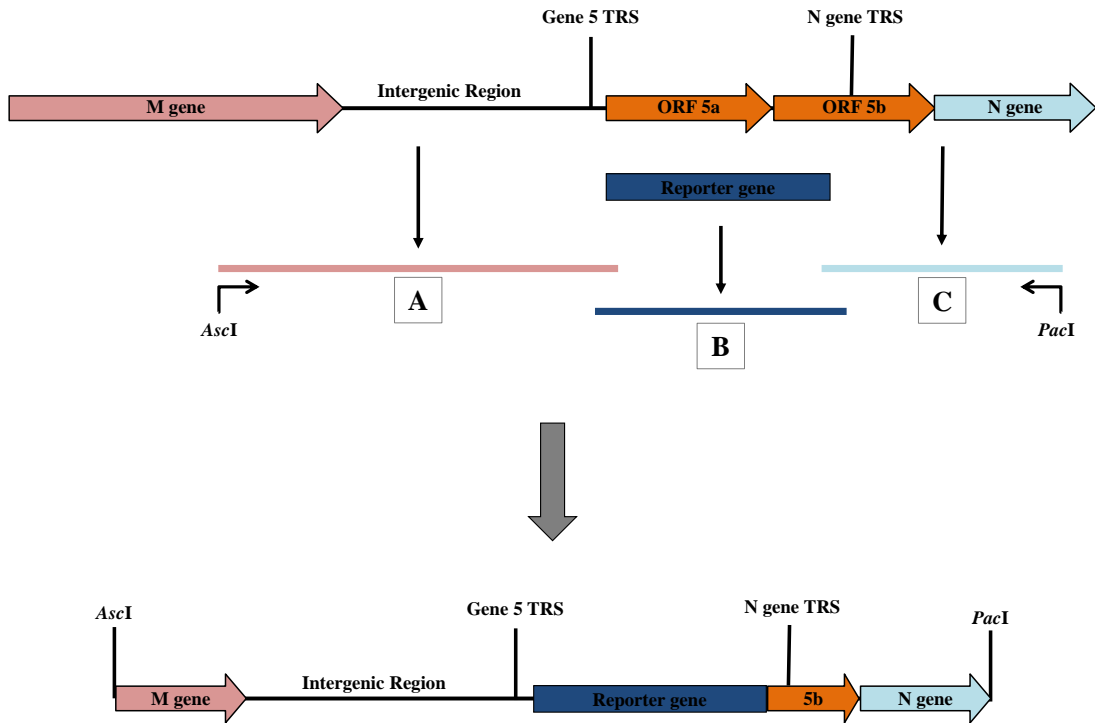 Gene 5 TRS
N gene TRS
Intergenic Region
M gene
ORF 5a
ORF 5b
N gene
Reporter gene
A
C
AscI
B
PacI
AscI
Gene 5 TRS
N gene TRS
PacI
Intergenic Region
M gene
Reporter gene
5b
N gene